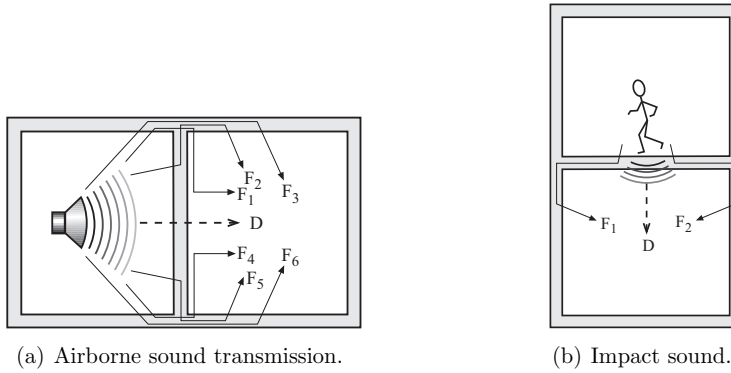 F2
F1
F3
D
F4
F6
F5
F1
F2
D
(a) Airborne sound transmission.
(b) Impact sound.